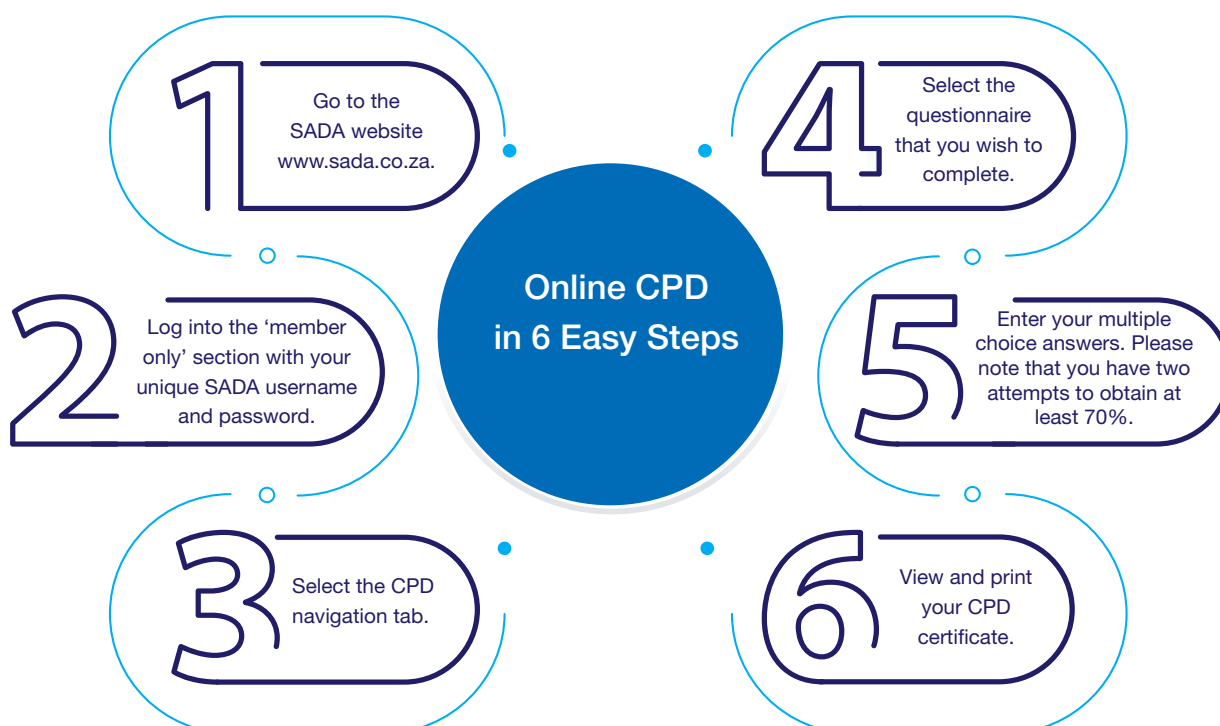 Online CPD
in 6 Easy Steps
1
Go to the
SADA website
www.sada.co.za.
2
Log into the ‘member
only’ section with your
unique SADA username
and password.
3
Select the CPD
navigation tab.
4
Select the
questionnaire
that you wish to
complete.
5
Enter your multiple
choice answers. Please
note that you have two
attempts to obtain at
least 70%.
6
View and print
your CPD
certificate.